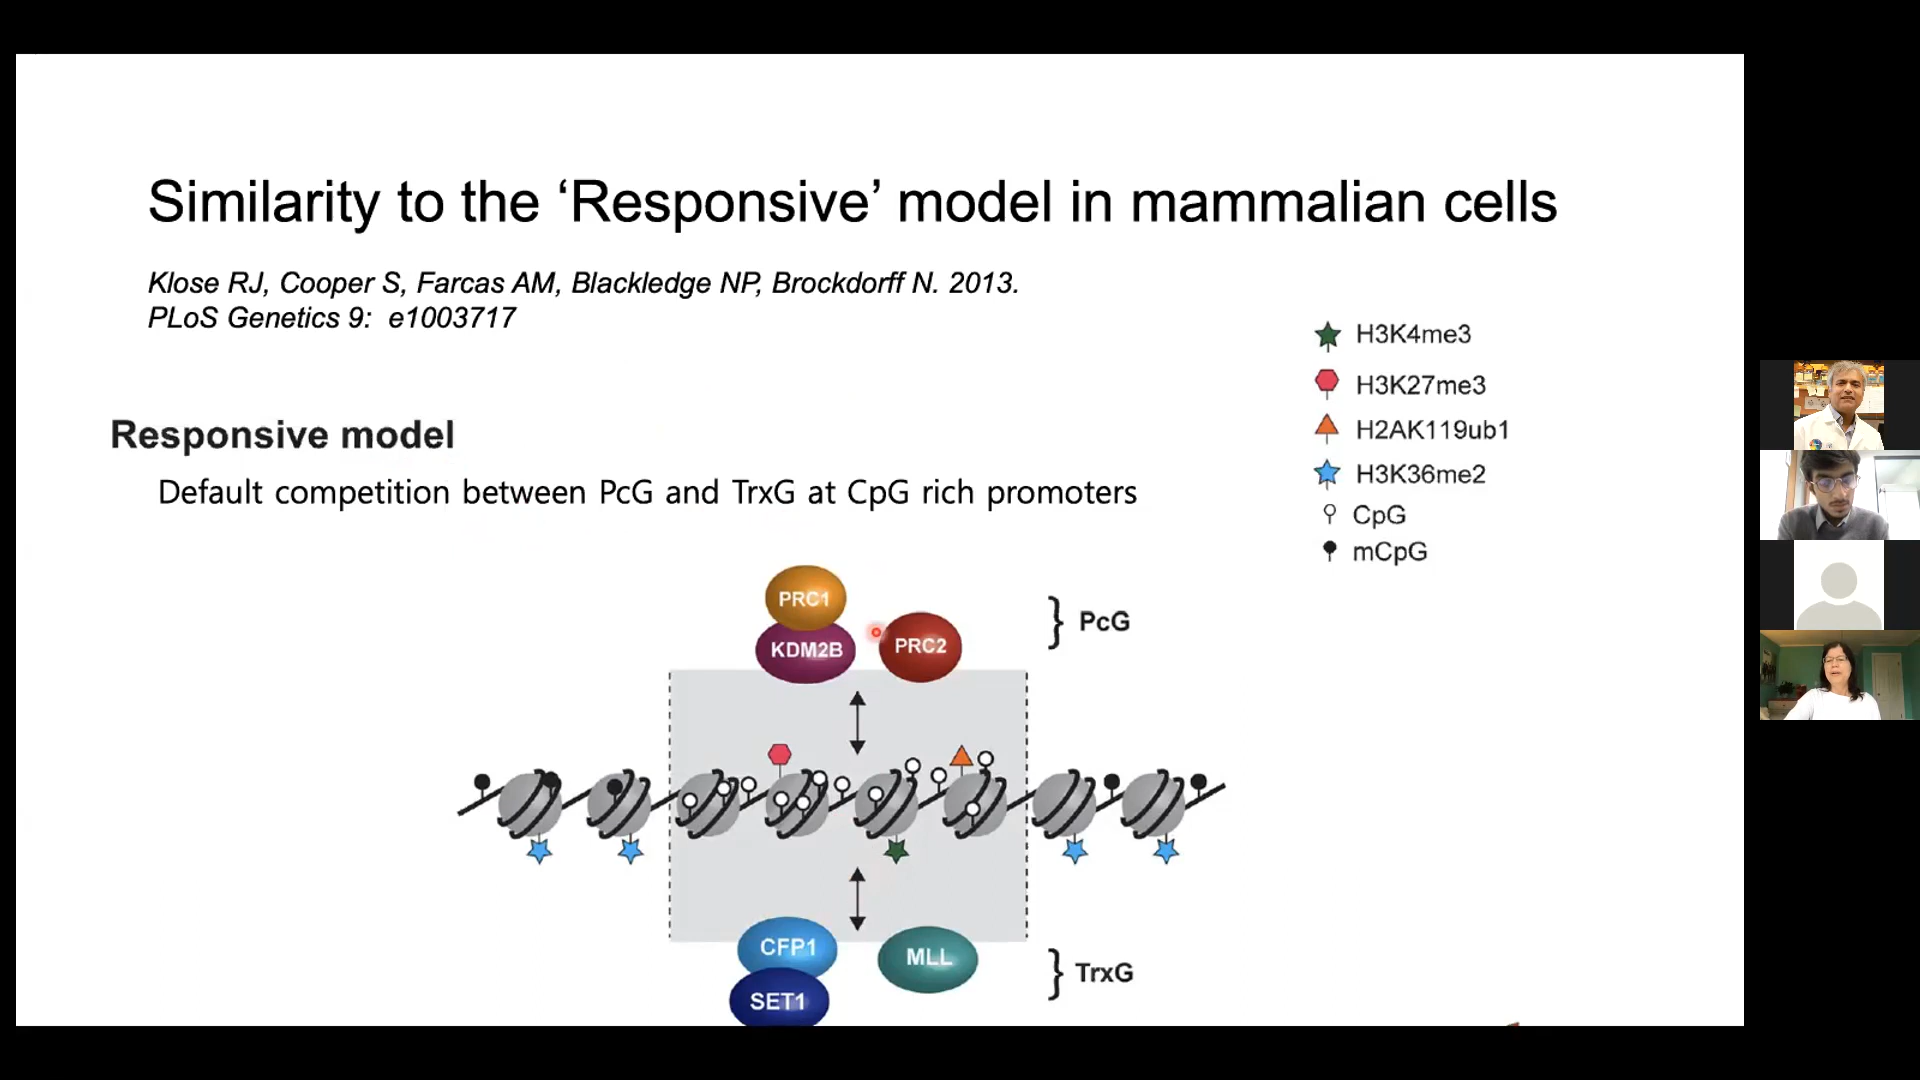 Similarity to the ‘Responsive’ model in mammalian cells
Klose RJ, Cooper S, Farcas AM, Blackledge NP, Brockdorff N. 2013.
PLoS Genetics 9:  e1003717
H3K4me3
H3K27me3
H2AK119ub1
H3K36me2
CpG
mCpG
Responsive model
Default competition between PcG and TrxG at CpG rich promoters
PRC1
KDM2B
PRC2
} PcG
CFP1
SET1
MLL
} TrxG